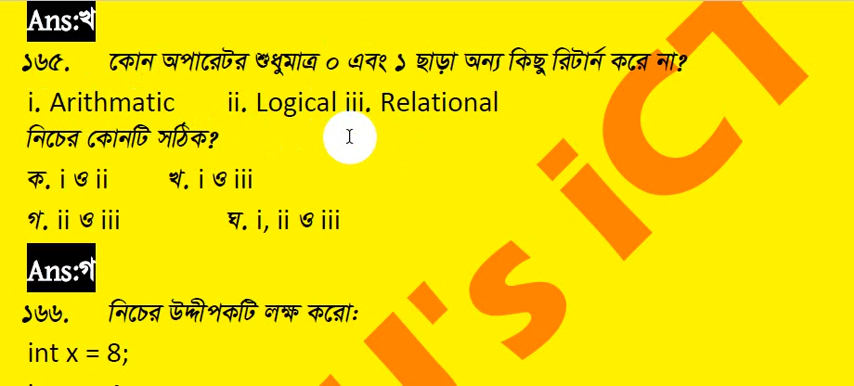 Ans:খ
১৬৫. কোন অপারেটর শুধুমাত্র ০ এবং ১ ছাড়া অন্য কিছু রিটার্ন করে না?
i. Arithmatic ii. Logical iii. Relational
নিচের কোনটি সঠিক?
ক. i ও ii খ. i ও iii
গ. ii ও iii ঘ. i, ii ও iii
Ans:গ
১৬৬. নিচের উদ্দীপকটি লক্ষ করো:
int x = 8;
's iCT